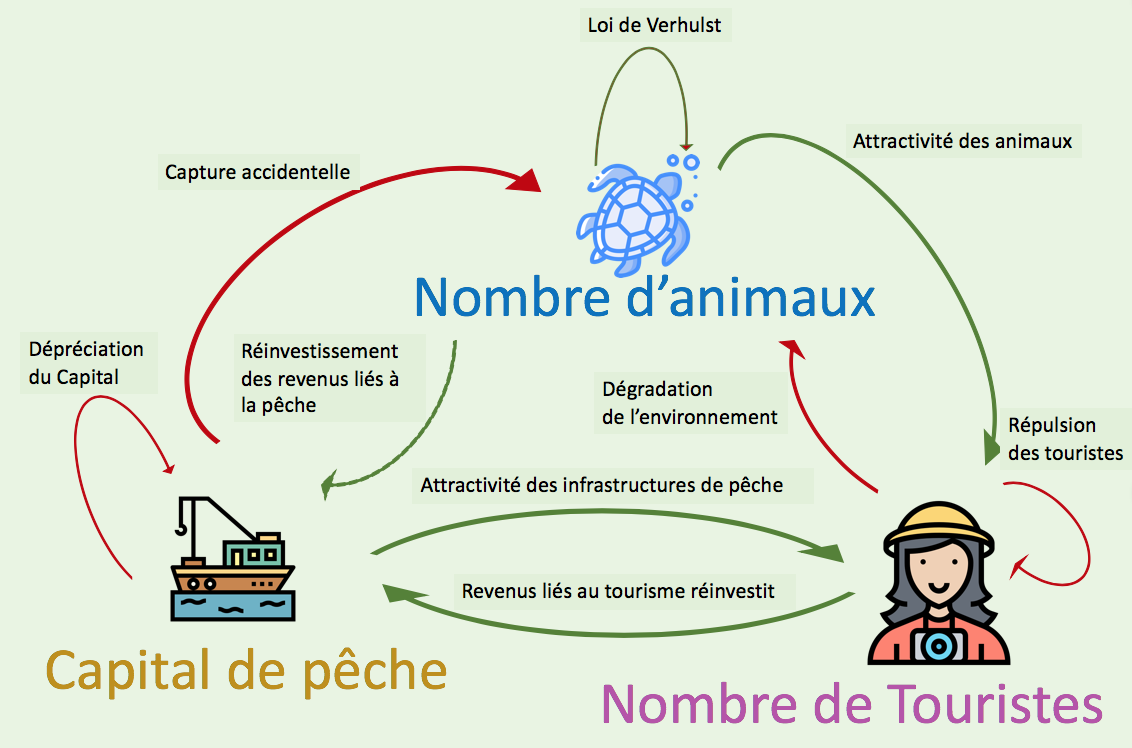 Loi de Verhulst
Attractivité des animaux
Capture accidentelle
Nombre d’animaux
Dépréciation
du Capital
Réinvestissement
des revenus liés à
la pêche
Dégradation
de l’environnement
Répulsion
des touristes
Attractivité des infrastructures de pêche
Revenus liés au tourisme réinvestit
Capital de pêche
Nombre de Touristes